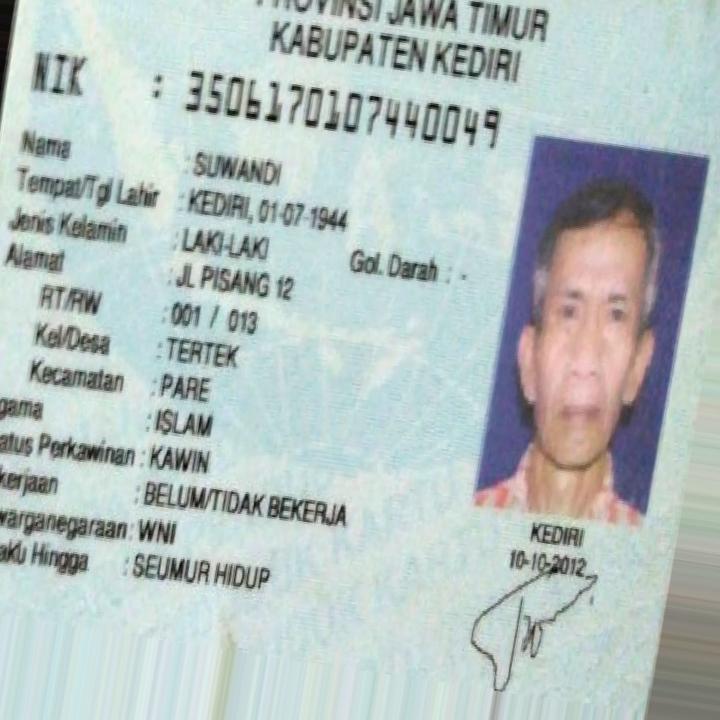 PROVINSI JAWA TIMUR
KABUPATEN KEDIRI
NIK : 3506170107440049
Nama : SUWANDI
Tempat/Tgl Lahir : KEDIRI, 01-07-1944
Jenis Kelamin : LAKI-LAKI Gol. Darah : -
Alamat : JL PISANG 12
RT/RW : 001 / 013
Kel/Desa : TERTEK
Kecamatan : PARE
gama : ISLAM
atus Perkawinan : KAWIN
kerjaan : BELUM/TIDAK BEKERJA
warganegaraan : WNI
aku Hingga : SEUMUR HIDUP
KEDIRI
10-10-2012